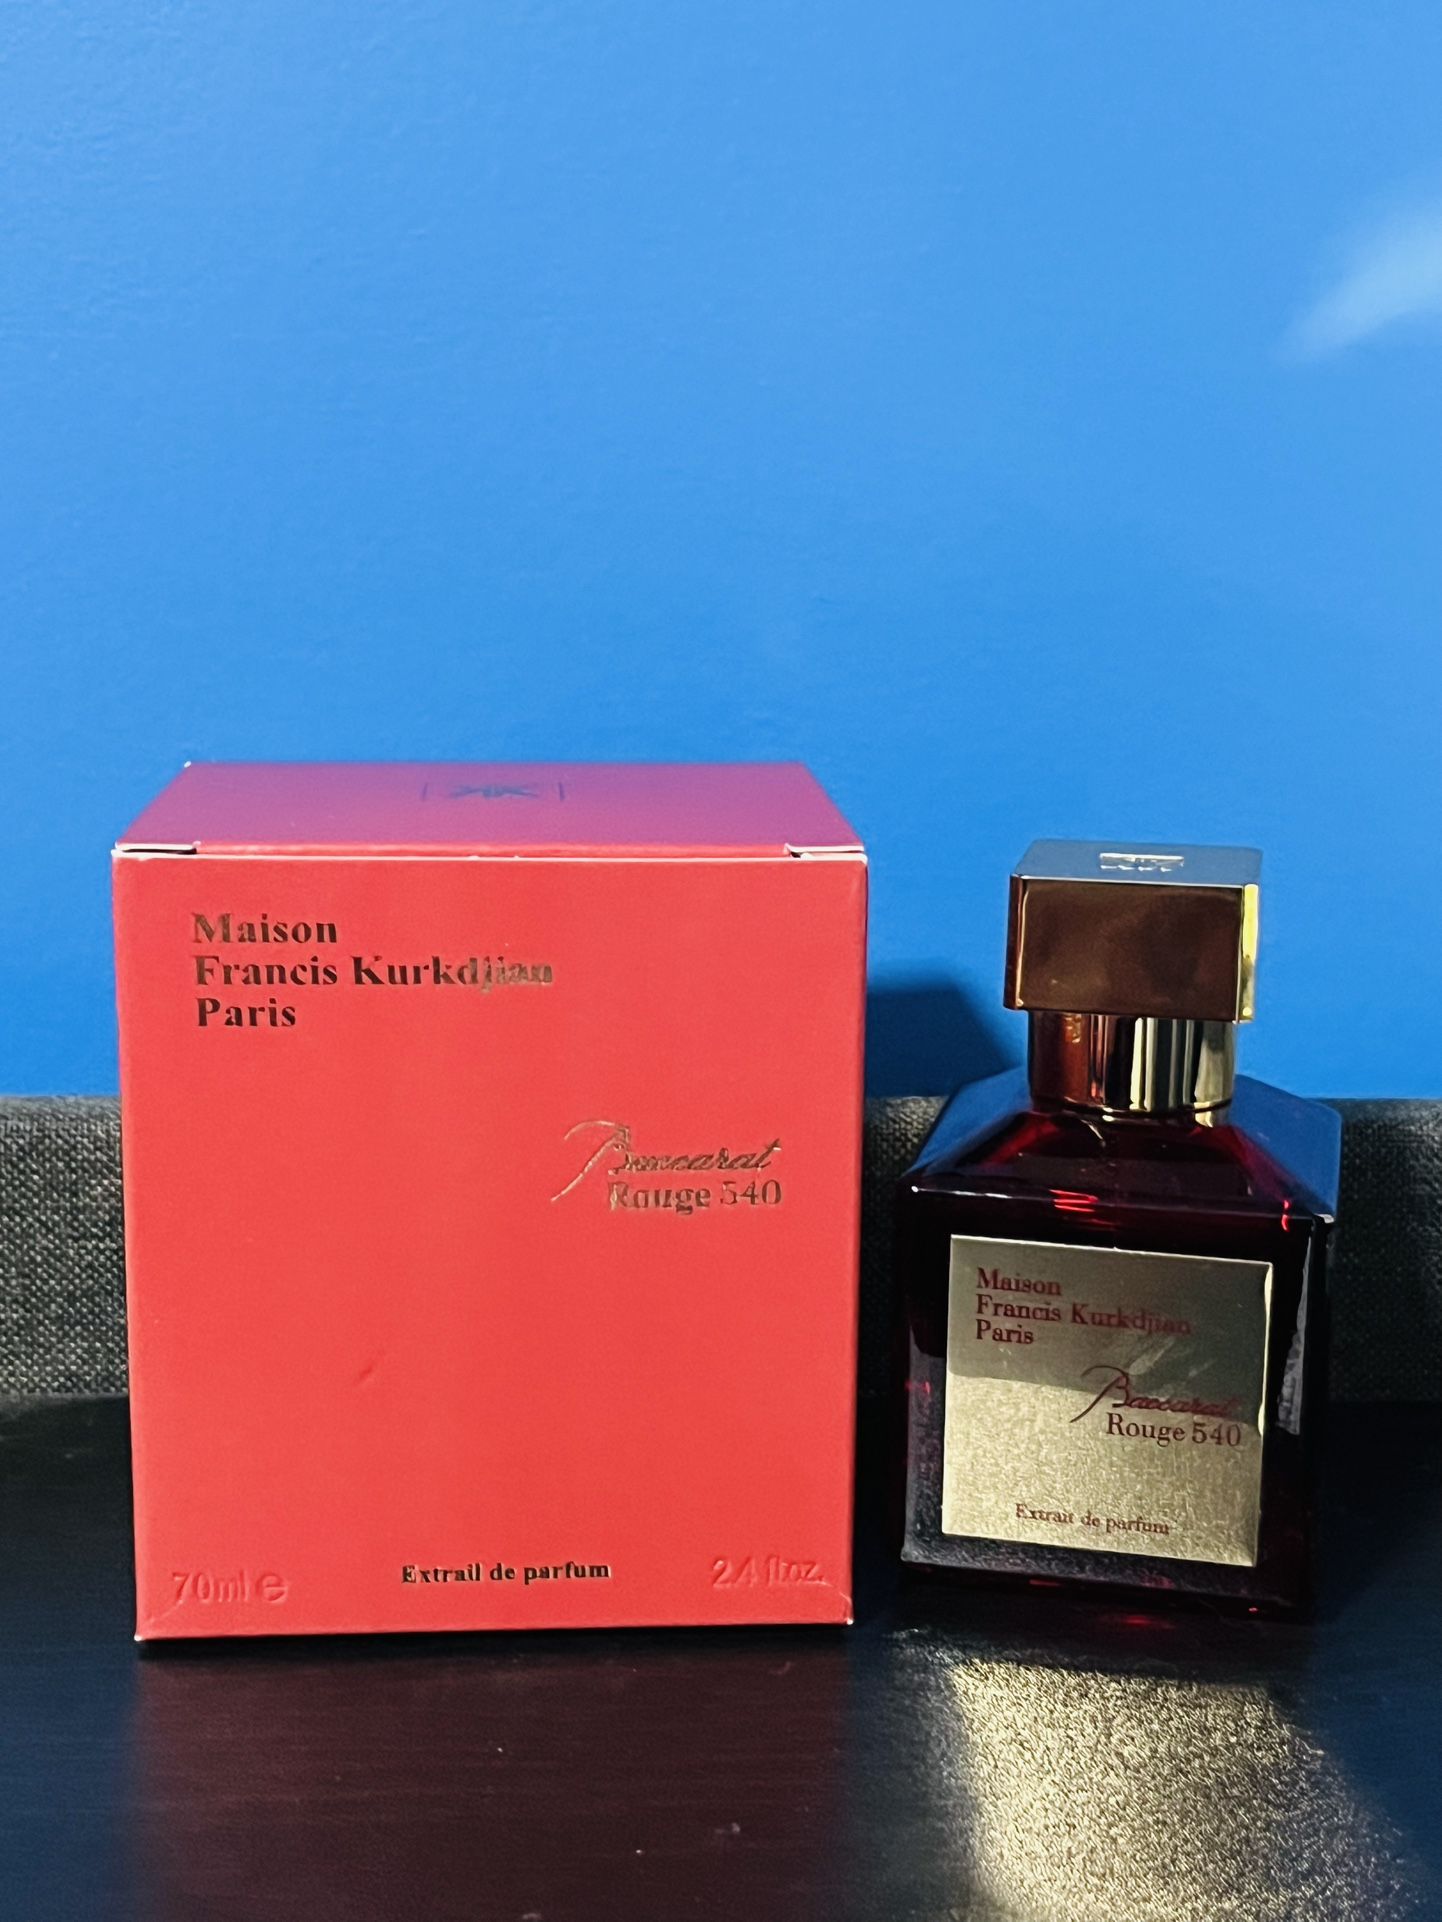 Maison
Francis Kurkdjian
Paris
Baccarat
Rouge 540
70ml e
Extrait de parfum
2.4 fl.oz.
Maison
Francis Kurkdjian
Paris
Baccarat
Rouge 540
Extrait de parfum